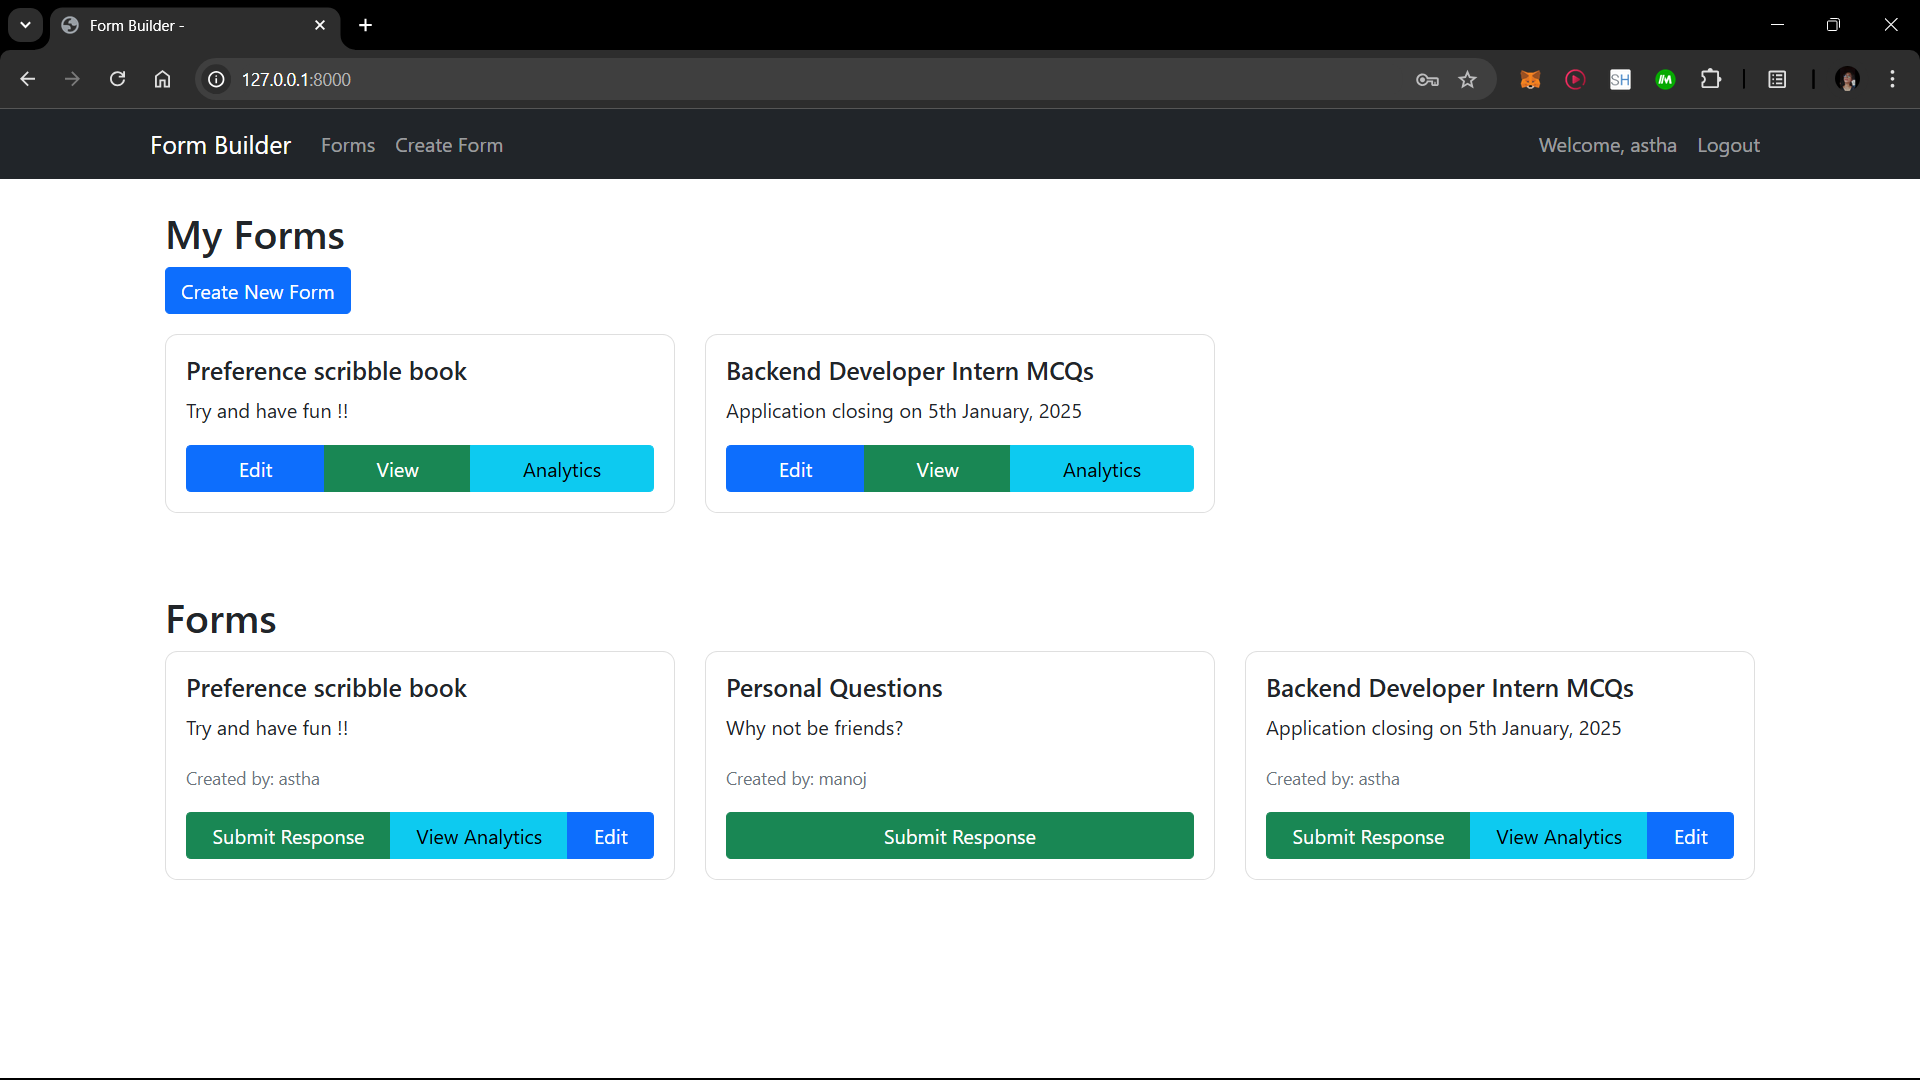 Form Builder -
127.0.0.1:8000
SH
Form Builder Forms Create Form Welcome, astha Logout
My Forms
Create New Form
Preference scribble book
Try and have fun !!
Edit View Analytics
Backend Developer Intern MCQs
Application closing on 5th January, 2025
Edit View Analytics
Forms
Preference scribble book
Try and have fun !!
Created by: astha
Submit Response View Analytics Edit
Personal Questions
Why not be friends?
Created by: manoj
Submit Response
Backend Developer Intern MCQs
Application closing on 5th January, 2025
Created by: astha
Submit Response View Analytics Edit